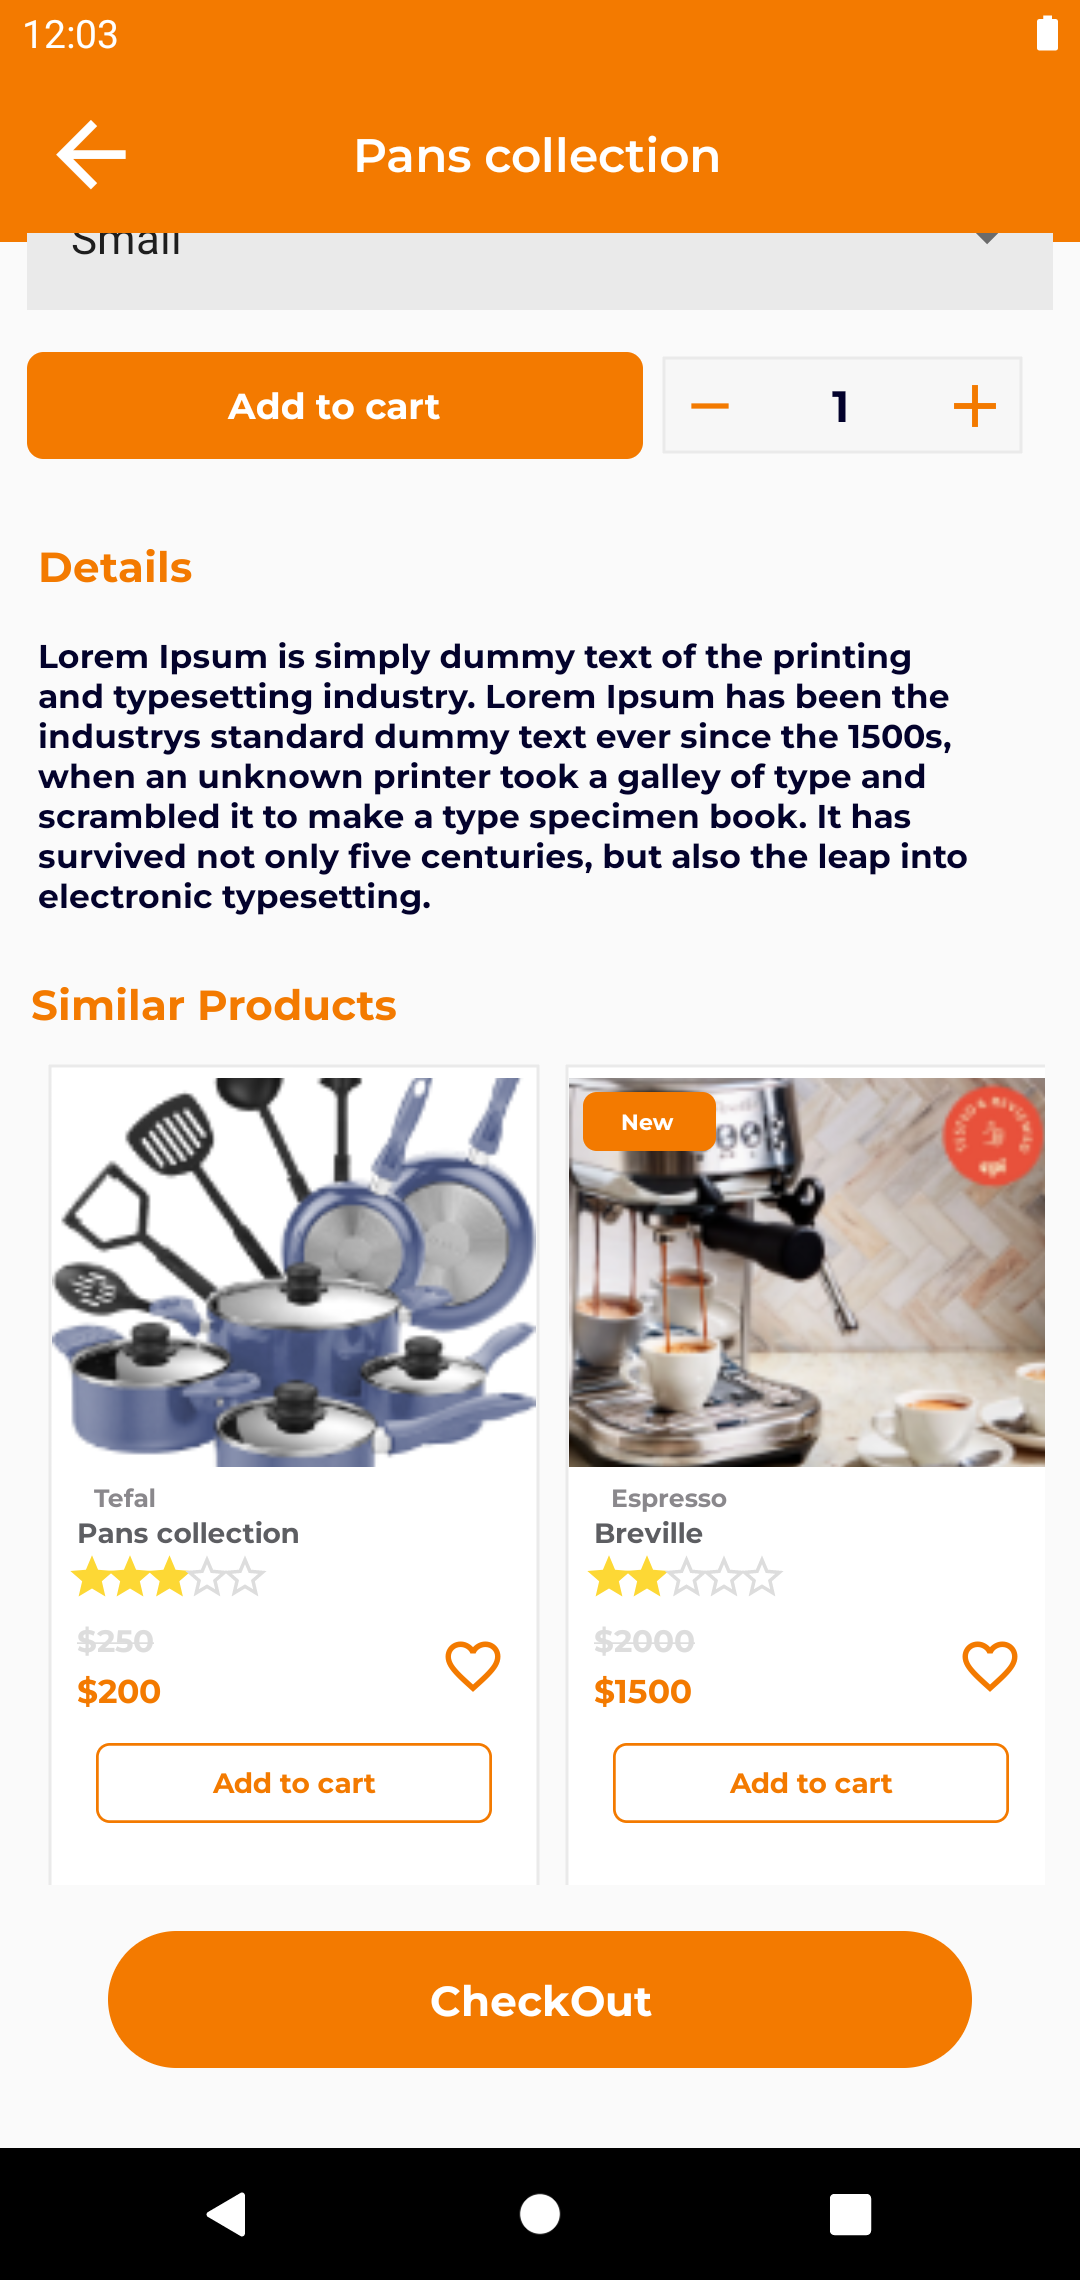 12:03
Pans collection
Small
Add to cart
1
Details
Lorem Ipsum is simply dummy text of the printing
and typesetting industry. Lorem Ipsum has been the
industrys standard dummy text ever since the 1500s,
when an unknown printer took a galley of type and
scrambled it to make a type specimen book. It has
survived not only five centuries, but also the leap into
electronic typesetting.
Similar Products
New
TESTED & REVIEWED
epi
Tefal
Pans collection
$250
$200
Add to cart
Espresso
Breville
$2000
$1500
Add to cart
CheckOut